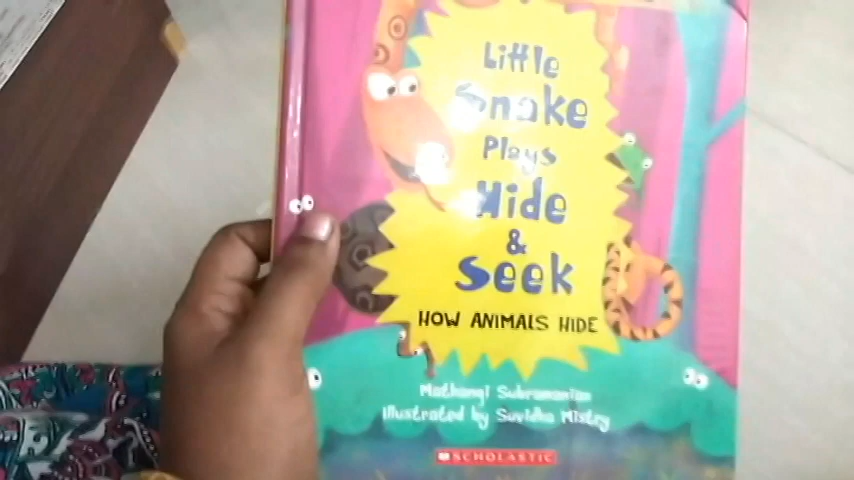 Little
Snake
Plays
Hide
&
Seek
HOW ANIMALS HIDE
Mathangi Subramanian
Illustrated by Suvidha Mistry
SCHOLASTIC